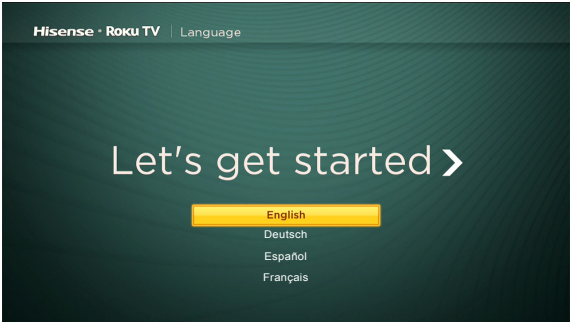 Hisense • Roku TV | Language
Let's get started
English
Deutsch
Español
Français